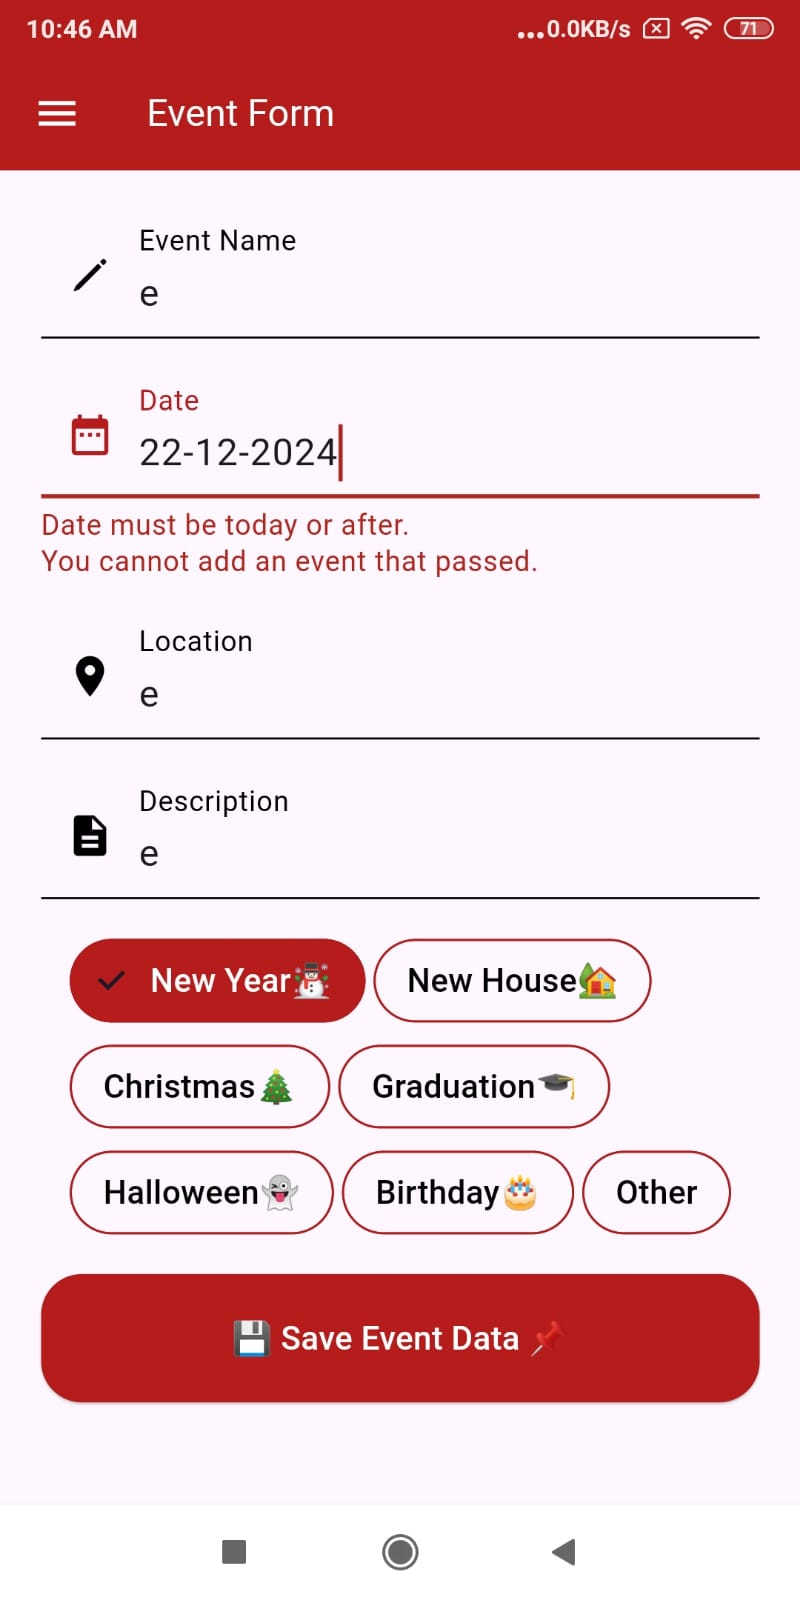 10:46 AM ...0.0KB/s 71
Event Form
Event Name
e
Date
22-12-2024
Date must be today or after.
You cannot add an event that passed.
Location
e
Description
e
New Year☃️ New House🏡
Christmas🎄 Graduation🎓
Halloween👻 Birthday🎂 Other
💾 Save Event Data 📌